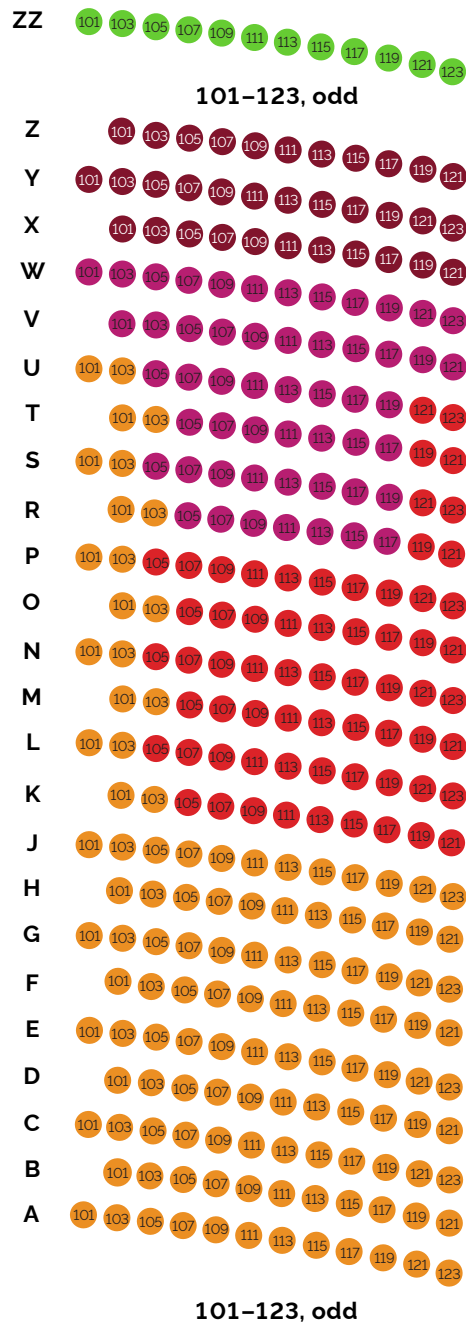 ZZ 101 103 105 107 109 111 113 115 117 119 121 123
101–123, odd
Z 101 103 105 107 109 111 113 115 117 119 121
Y 101 103 105 107 109 111 113 115 117 119 121 123
X 101 103 105 107 109 111 113 115 117 119 121
W 101 103 105 107 109 111 113 115 117 119 121 123
V 101 103 105 107 109 111 113 115 117 119 121
U 101 103 105 107 109 111 113 115 117 119 121 123
T 101 103 105 107 109 111 113 115 117 119 121
S 101 103 105 107 109 111 113 115 117 119 121 123
R 101 103 105 107 109 111 113 115 117 119 121
P 101 103 105 107 109 111 113 115 117 119 121 123
O 101 103 105 107 109 111 113 115 117 119 121
N 101 103 105 107 109 111 113 115 117 119 121 123
M 101 103 105 107 109 111 113 115 117 119 121
L 101 103 105 107 109 111 113 115 117 119 121 123
K 101 103 105 107 109 111 113 115 117 119 121
J 101 103 105 107 109 111 113 115 117 119 121 123
H 101 103 105 107 109 111 113 115 117 119 121
G 101 103 105 107 109 111 113 115 117 119 121 123
F 101 103 105 107 109 111 113 115 117 119 121
E 101 103 105 107 109 111 113 115 117 119 121 123
D 101 103 105 107 109 111 113 115 117 119 121
C 101 103 105 107 109 111 113 115 117 119 121 123
B 101 103 105 107 109 111 113 115 117 119 121
A 101 103 105 107 109 111 113 115 117 119 121 123
101–123, odd